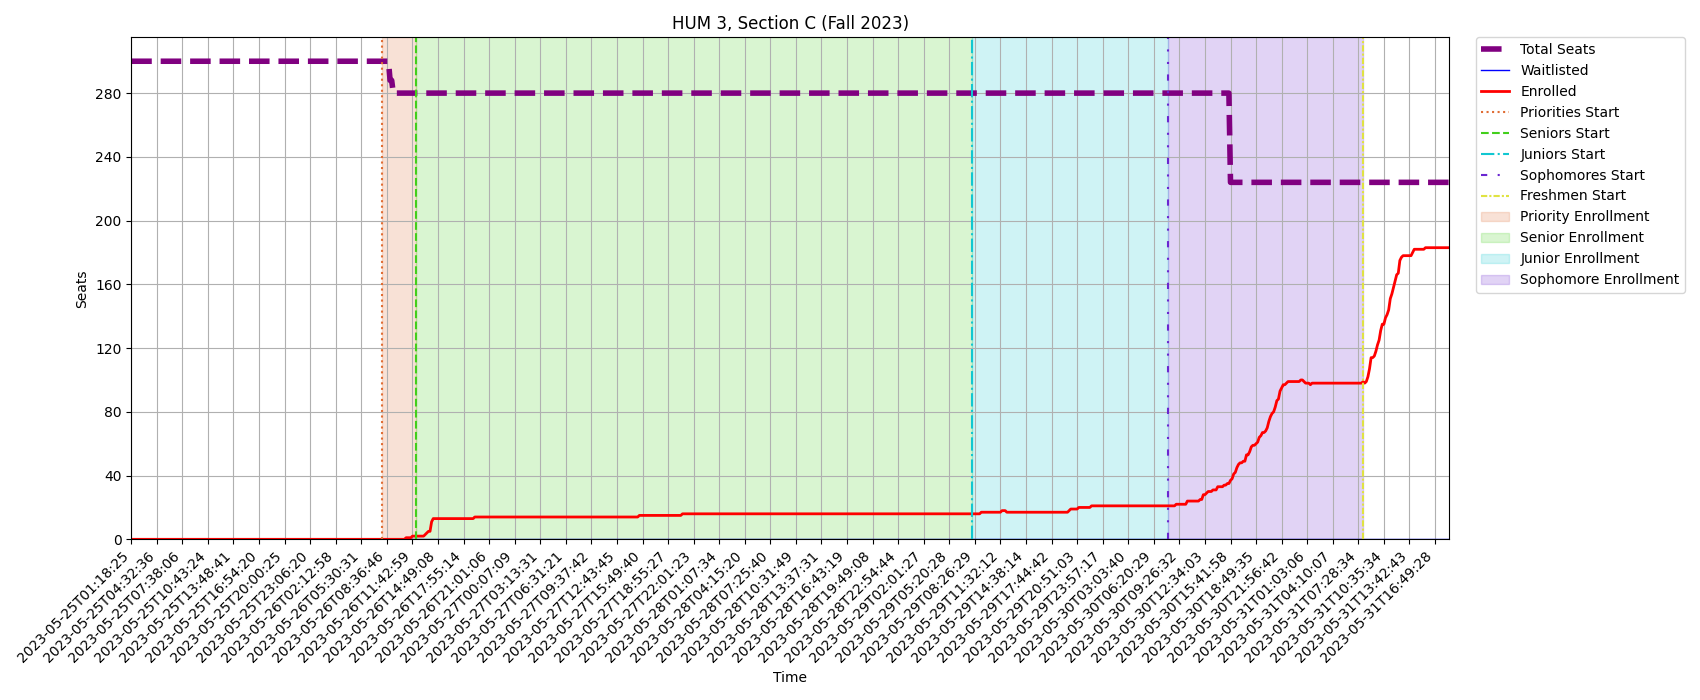 HUM 3, Section C (Fall 2023)
Seats
280
240
200
160
120
80
40
0
2023-05-25T01:18:25
2023-05-25T04:32:36
2023-05-25T07:38:06
2023-05-25T10:43:24
2023-05-25T13:48:41
2023-05-25T16:54:20
2023-05-25T20:00:25
2023-05-25T23:06:20
2023-05-26T02:12:58
2023-05-26T05:30:31
2023-05-26T08:36:46
2023-05-26T11:42:59
2023-05-26T14:49:08
2023-05-26T17:55:14
2023-05-26T21:01:06
2023-05-27T00:07:09
2023-05-27T03:13:31
2023-05-27T06:31:21
2023-05-27T09:37:42
2023-05-27T12:43:45
2023-05-27T15:49:40
2023-05-27T18:55:27
2023-05-27T22:01:23
2023-05-28T01:07:34
2023-05-28T04:15:20
2023-05-28T07:25:40
2023-05-28T10:31:49
2023-05-28T13:37:31
2023-05-28T16:43:19
2023-05-28T19:49:08
2023-05-28T22:54:44
2023-05-29T02:01:27
2023-05-29T05:20:28
2023-05-29T08:26:29
2023-05-29T11:32:12
2023-05-29T14:38:14
2023-05-29T17:44:42
2023-05-29T20:51:03
2023-05-29T23:57:17
2023-05-30T03:03:40
2023-05-30T06:20:29
2023-05-30T09:26:32
2023-05-30T12:34:03
2023-05-30T15:41:58
2023-05-30T18:49:35
2023-05-30T21:56:42
2023-05-31T01:03:06
2023-05-31T04:10:07
2023-05-31T07:28:34
2023-05-31T10:35:34
2023-05-31T13:42:43
2023-05-31T16:49:28
Time
Total Seats
Waitlisted
Enrolled
Priorities Start
Seniors Start
Juniors Start
Sophomores Start
Freshmen Start
Priority Enrollment
Senior Enrollment
Junior Enrollment
Sophomore Enrollment